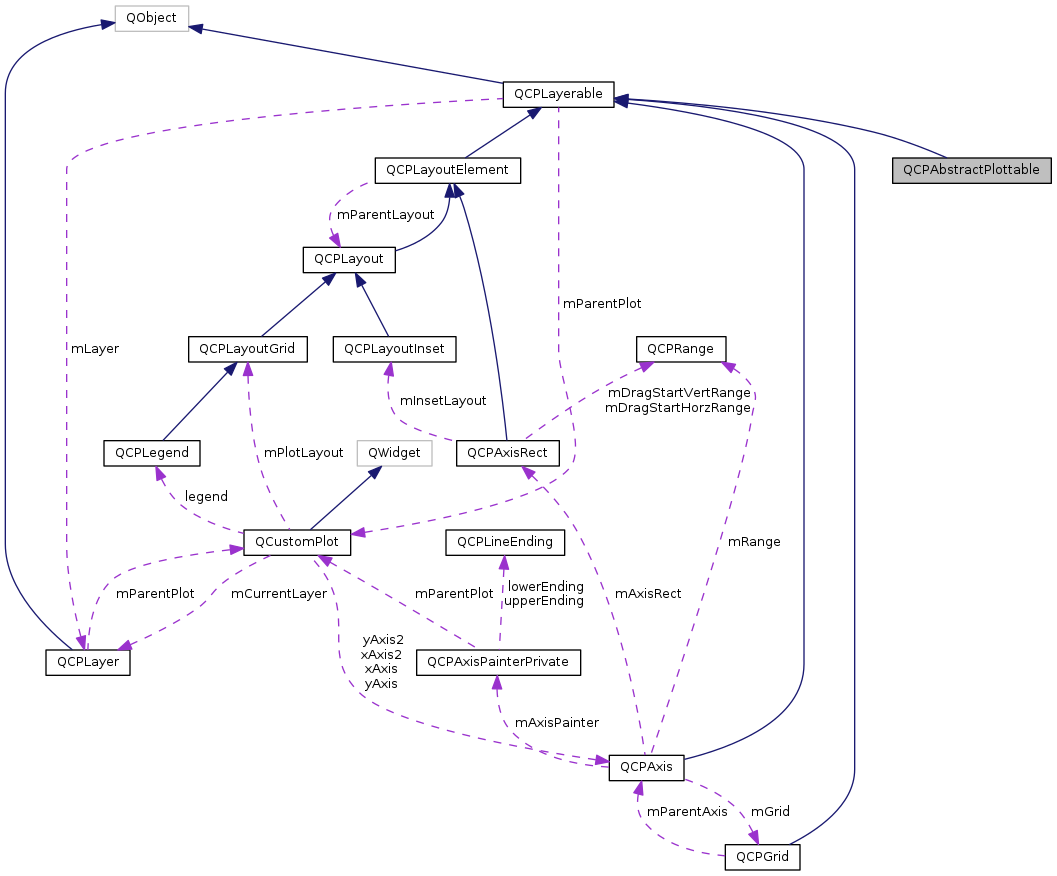 QObject
QCPLayerable
QCPLayoutElement
QCPAbstractPlottable
mParentLayout
QCPLayout
mParentPlot
mLayer
QCPLayoutGrid
QCPLayoutInset
QCPRange
mDragStartVertRange
mDragStartHorzRange
mInsetLayout
QCPLegend
mPlotLayout
QWidget
QCPAxisRect
legend
QCustomPlot
QCPLineEnding
mRange
mParentPlot
mCurrentLayer
mParentPlot
lowerEnding
upperEnding
mAxisRect
yAxis2
xAxis2
xAxis
yAxis
QCPLayer
QCPAxisPainterPrivate
mAxisPainter
QCPAxis
mParentAxis
mGrid
QCPGrid